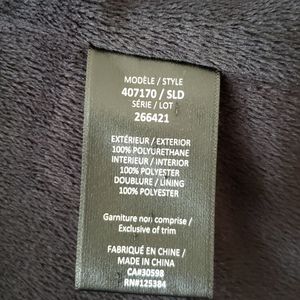 MODÈLE / STYLE
407170 / SLD
SÉRIE / LOT
266421
EXTÉRIEUR / EXTERIOR
100% POLYURETHANE
INTERIEUR / INTERIOR
100% POLYESTER
DOUBLURE / LINING
100% POLYESTER
Garniture non comprise /
Exclusive of trim
FABRIQUÉ EN CHINE /
MADE IN CHINA
CA#30598
RN#125384